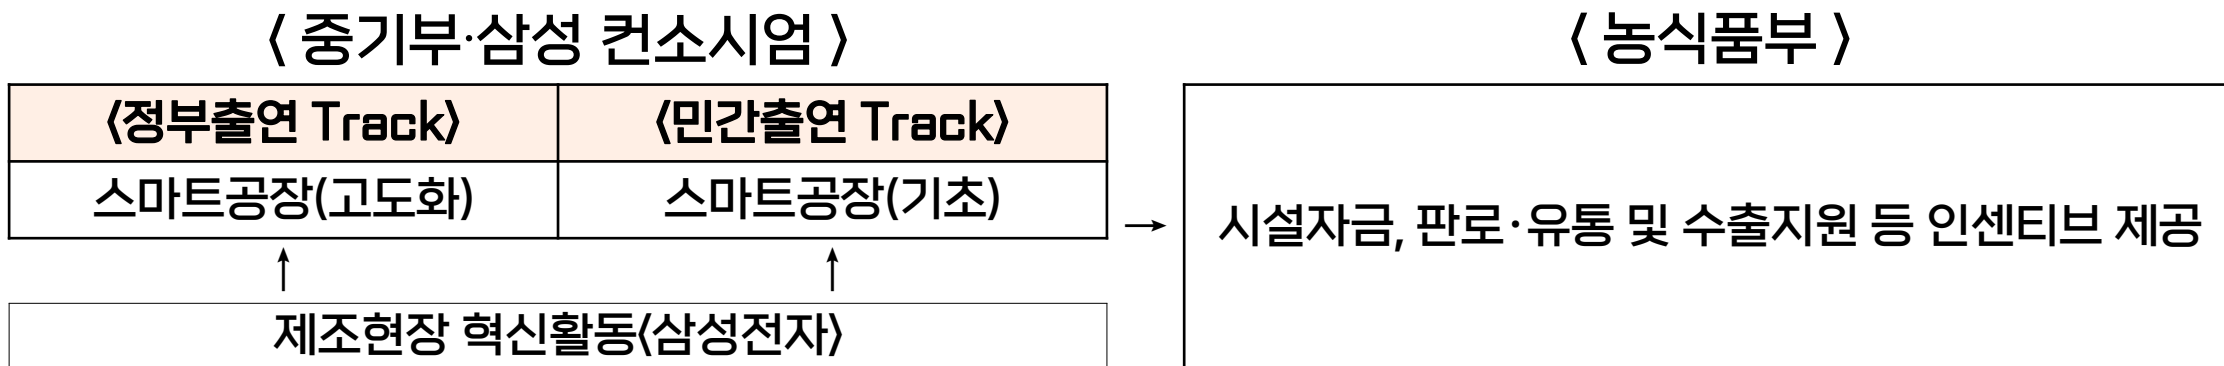 〈 중기부·삼성 컨소시엄 〉
〈정부출연 Track〉 〈민간출연 Track〉
스마트공장(고도화) 스마트공장(기초)
제조현장 혁신활동〈삼성전자〉
〈 농식품부 〉
시설자금, 판로·유통 및 수출지원 등 인센티브 제공